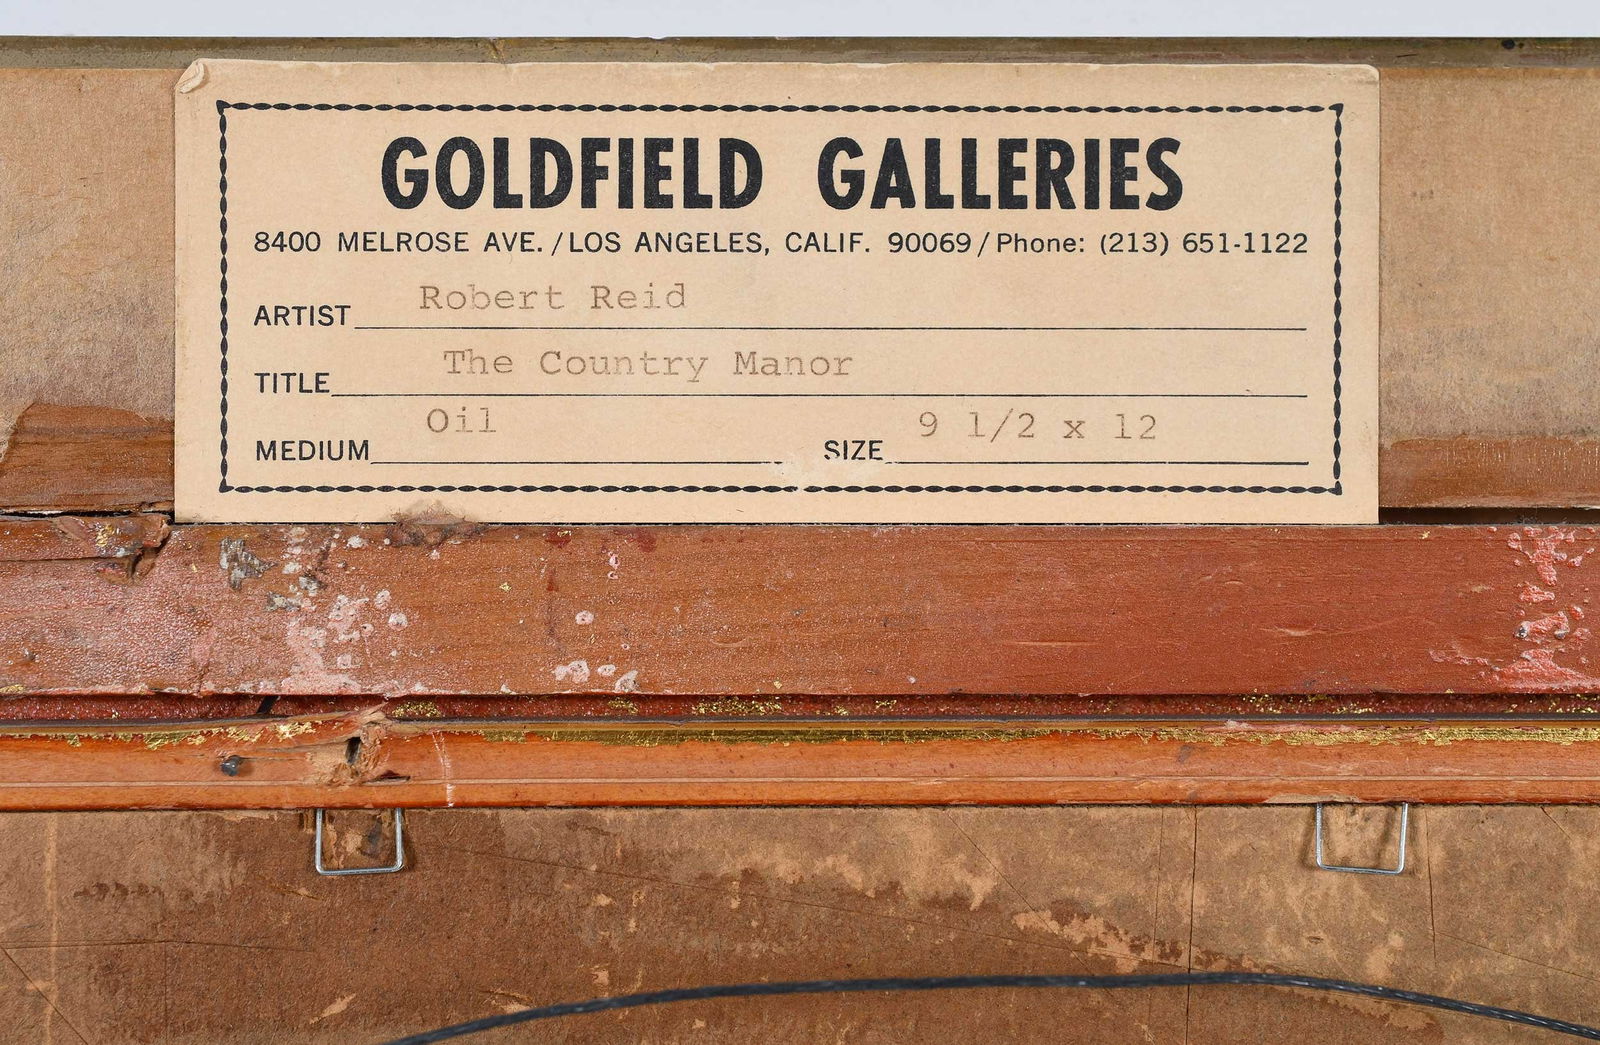 GOLDFIELD GALLERIES
8400 MELROSE AVE. / LOS ANGELES, CALIF. 90069 / Phone: (213) 651-1122
ARTIST Robert Reid
TITLE The Country Manor
MEDIUM Oil SIZE 9 1/2 x 12